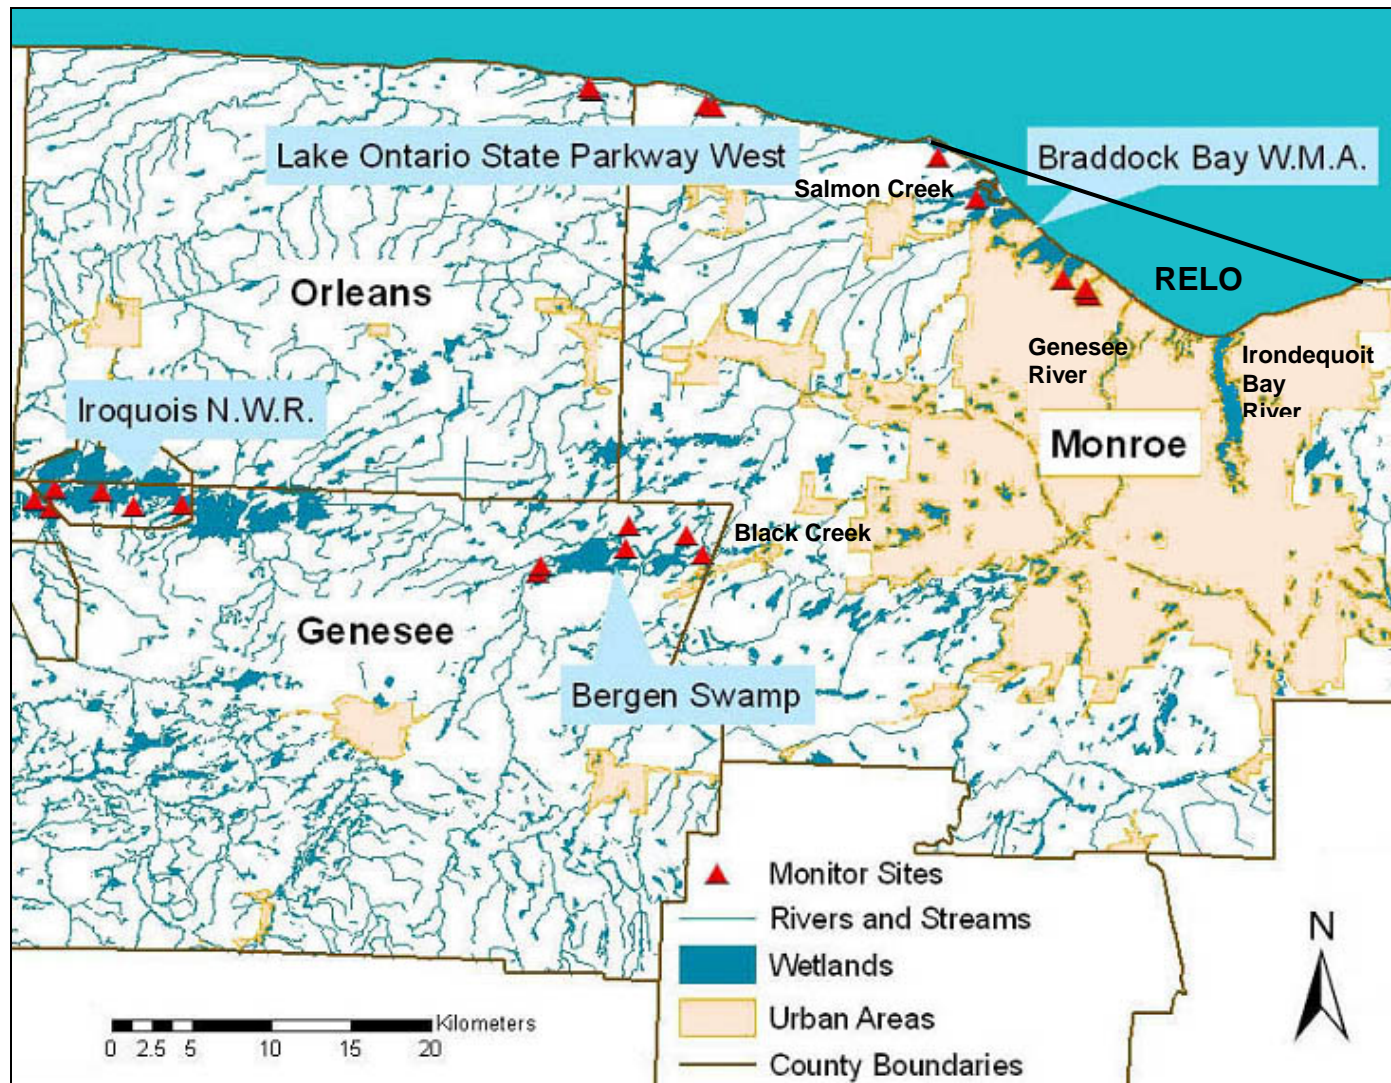 Lake Ontario State Parkway West
Braddock Bay W.M.A.
Salmon Creek
RELO
Orleans
Genesee
River
Irondequoit
Bay
River
Iroquois N.W.R.
Monroe
Black Creek
Genesee
Bergen Swamp
Monitor Sites
Rivers and Streams
Wetlands
Urban Areas
County Boundaries
N
Kilometers
0 2.5 5 10 15 20